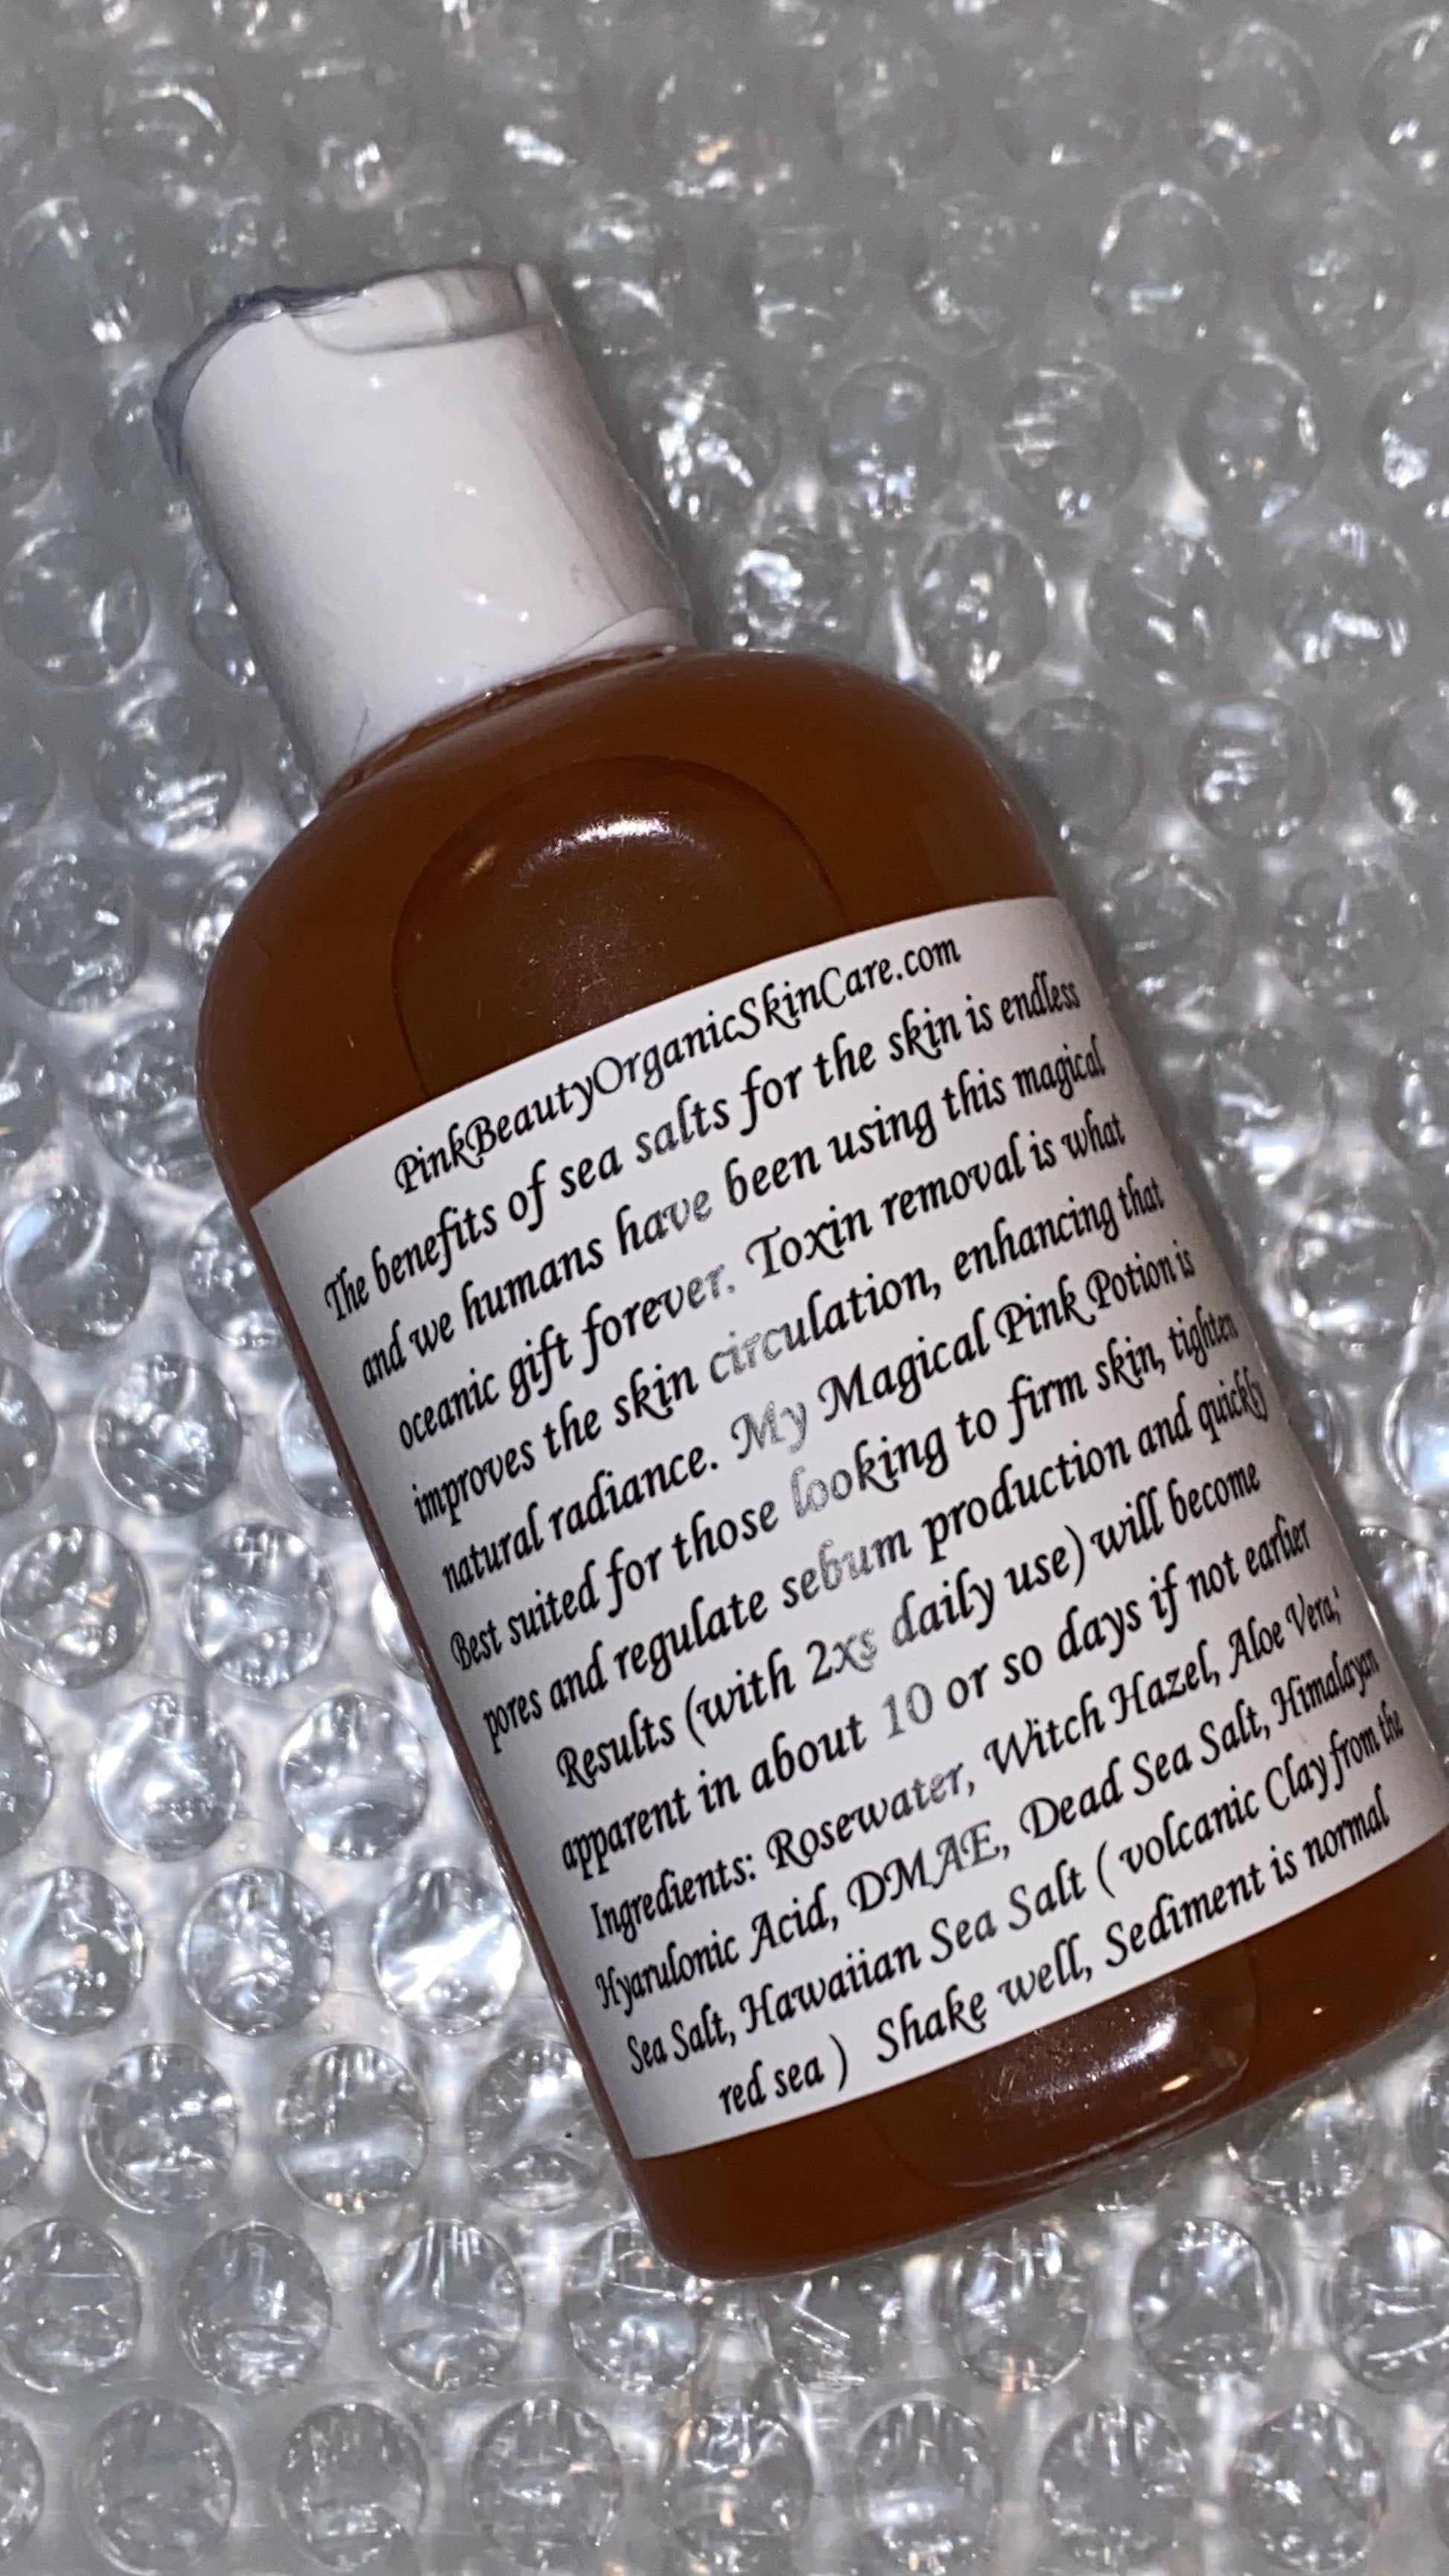 PinkBeautyOrganicSkinCare.com
The benefits of sea salts for the skin is endless
and we humans have been using this magical
oceanic gift forever. Toxin removal is what
improves the skin circulation, enhancing that
natural radiance. My Magical Pink Potion is
Best suited for those looking to firm skin, tighten
pores and regulate sebum production and quickly
Results (with 2xs daily use) will become
apparent in about 10 or so days if not earlier
Ingredients: Rosewater, Witch Hazel, Aloe Vera,'
Hyarulonic Acid, DMAE, Dead Sea Salt, Himalayan
Sea Salt, Hawaiian Sea Salt ( volcanic Clay from the
red sea ) Shake well, Sediment is normal